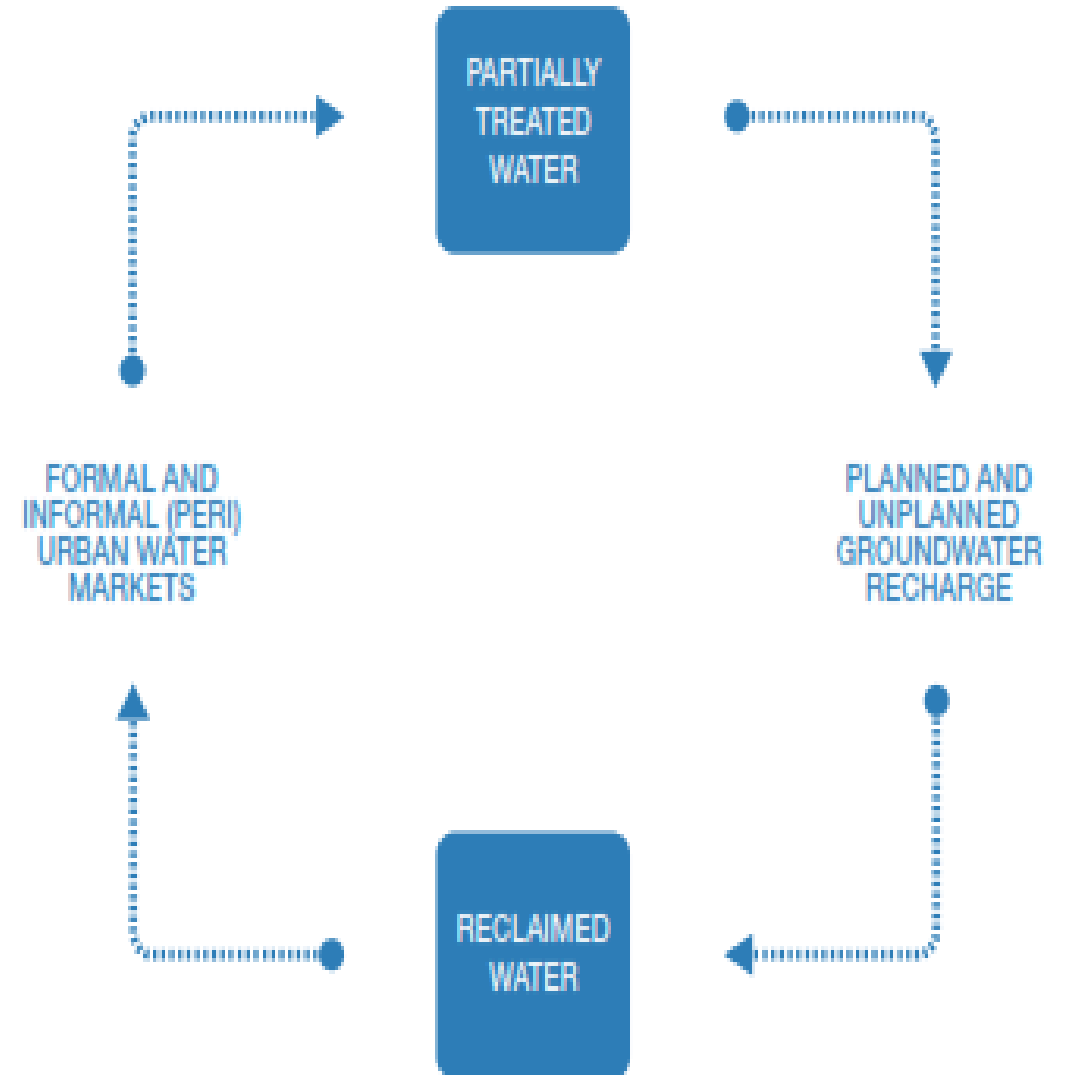 PARTIALLY
TREATED
WATER
FORMAL AND
INFORMAL (PERI)
URBAN WATER
MARKETS
PLANNED AND
UNPLANNED
GROUNDWATER
RECHARGE
RECLAIMED
WATER